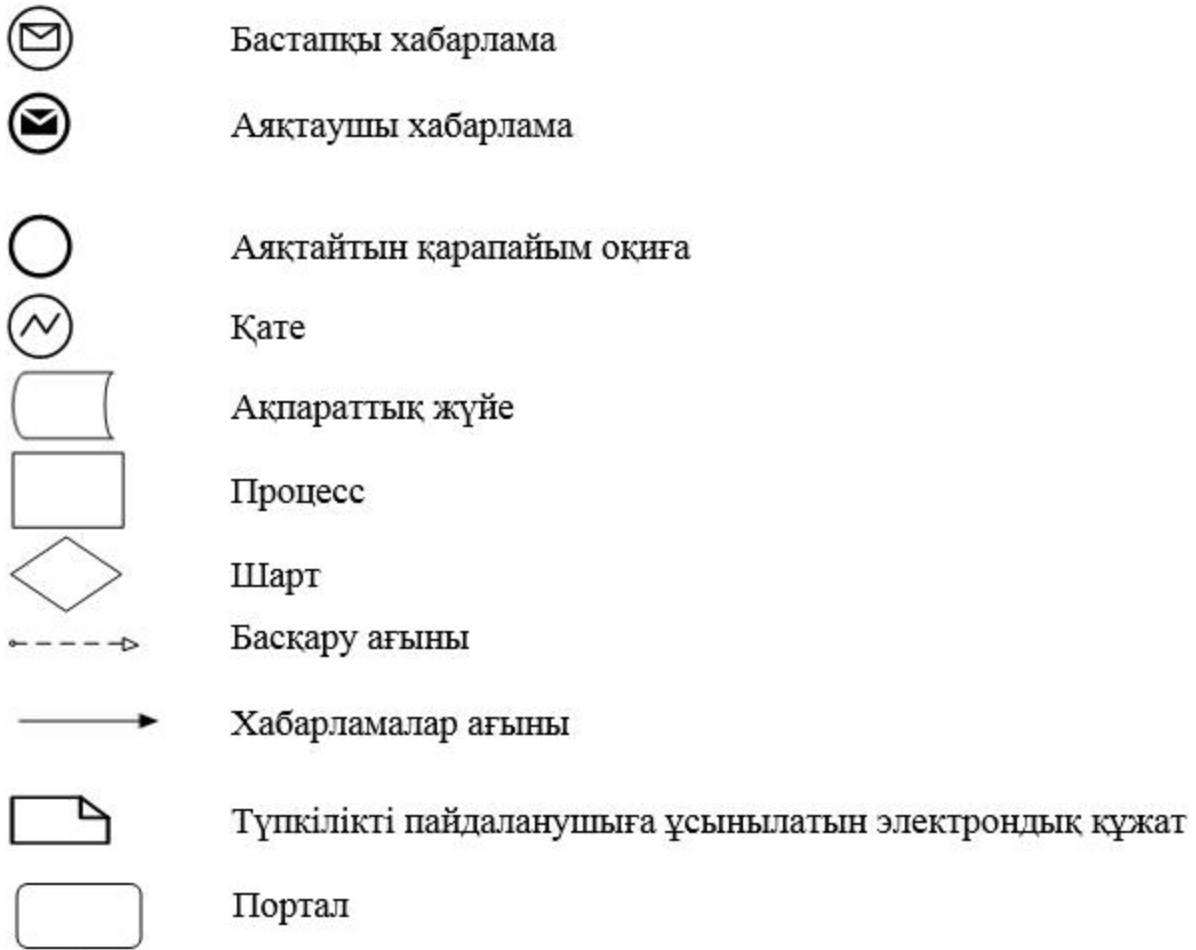 Бастапқы хабарлама
Аяқтаушы хабарлама
Аяқтайтын қарапайым оқиға
Қате
Ақпараттық жүйе
Процесс
Шарт
Басқару ағыны
Хабарламалар ағыны
Түпкілікті пайдаланушыға ұсынылатын электрондық құжат
Портал